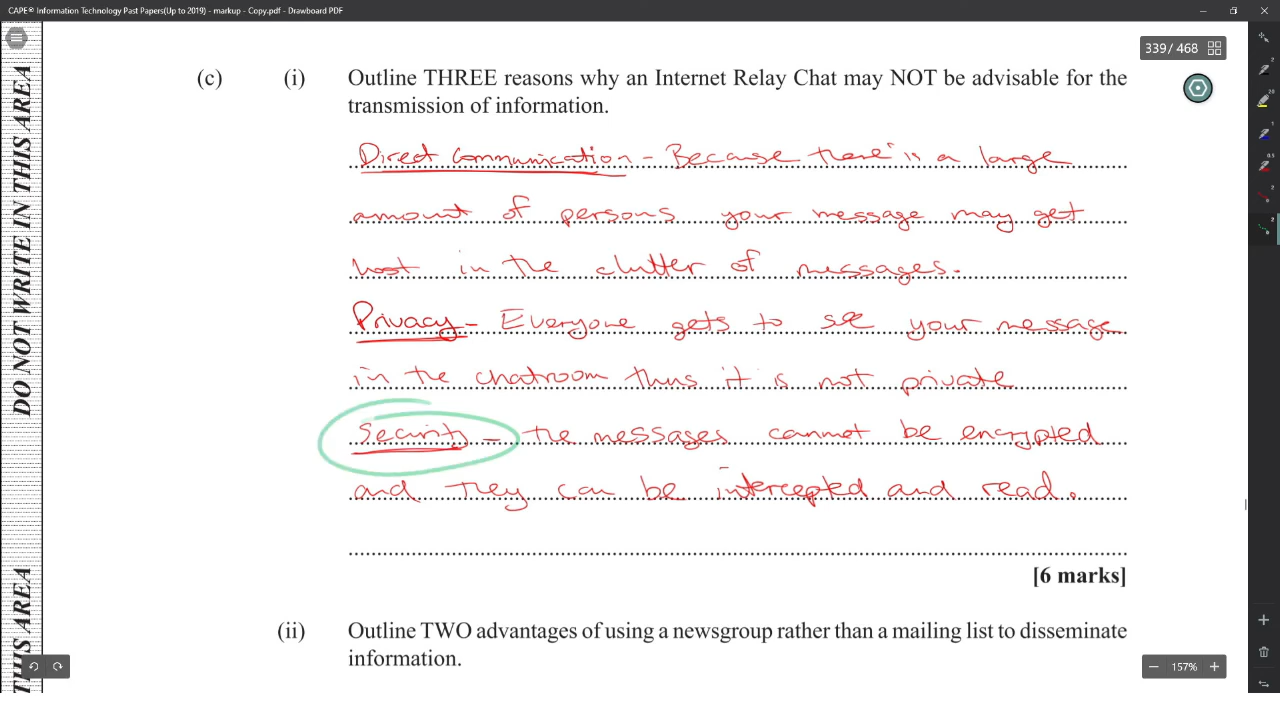 CAPE® Information Technology Past Papers(Up to 2019) - markup - Copy.pdf - Drawboard PDF
339/ 468
DO NOT WRITE IN THIS AREA
(c) (i) Outline THREE reasons why an Internet Relay Chat may NOT be advisable for the
transmission of information.
Direct Communication - Because there is a large
amount of persons your message may get
lost in the clutter of messages.
Privacy - Everyone gets to see your message
in the chatroom thus it is not private
Security - the messages cannot be encrypted
and they can be intercepted and read.
[6 marks]
(ii) Outline TWO advantages of using a newsgroup rather than a mailing list to disseminate
information.
THIS AREA
157%